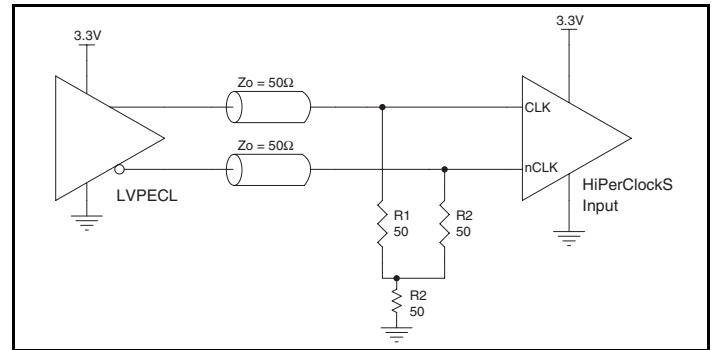 3.3V
3.3V
Zo = 50Ω
CLK
Zo = 50Ω
nCLK
LVPECL
HiPerClockS
Input
R1
50
R2
50
R2
50